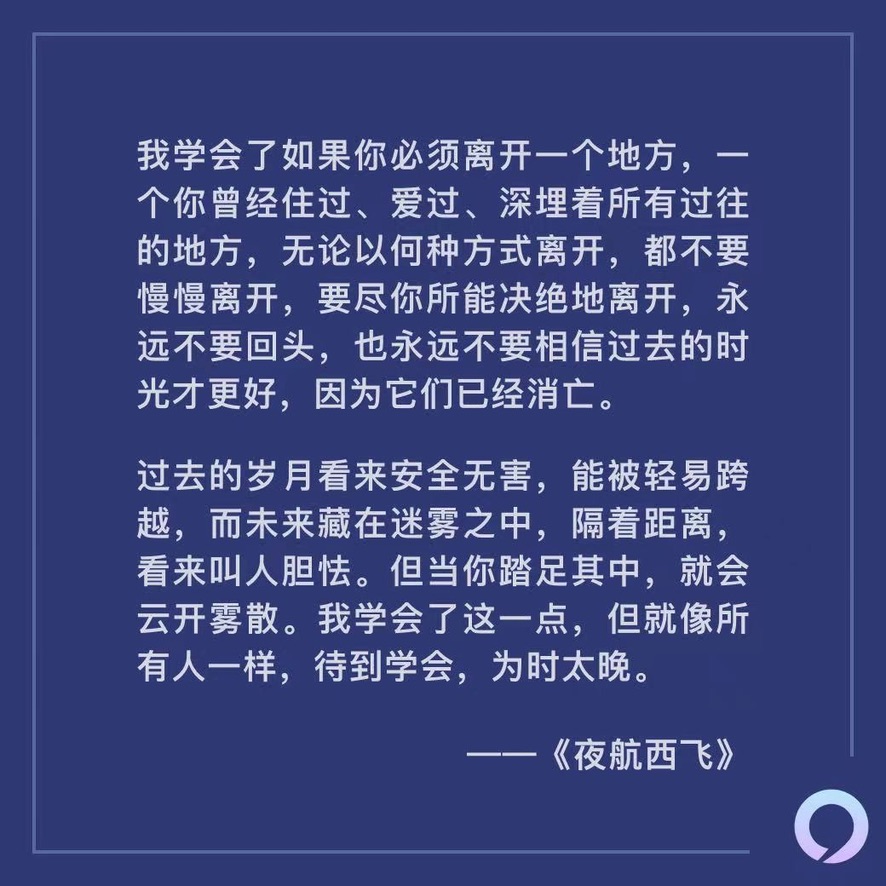 我学会了如果你必须离开一个地方，一
个你曾经住过、爱过、深埋着所有过往
的地方，无论以何种方式离开，都不要
慢慢离开，要尽你所能决绝地离开，永
远不要回头，也永远不要相信过去的时
光才更好，因为它们已经消亡。
过去的岁月看来安全无害，能被轻易跨
越，而未来藏在迷雾之中，隔着距离，
看来叫人胆怯。但当你踏足其中，就会
云开雾散。我学会了这一点，但就像所
有人一样，待到学会，为时太晚。
——《夜航西飞》